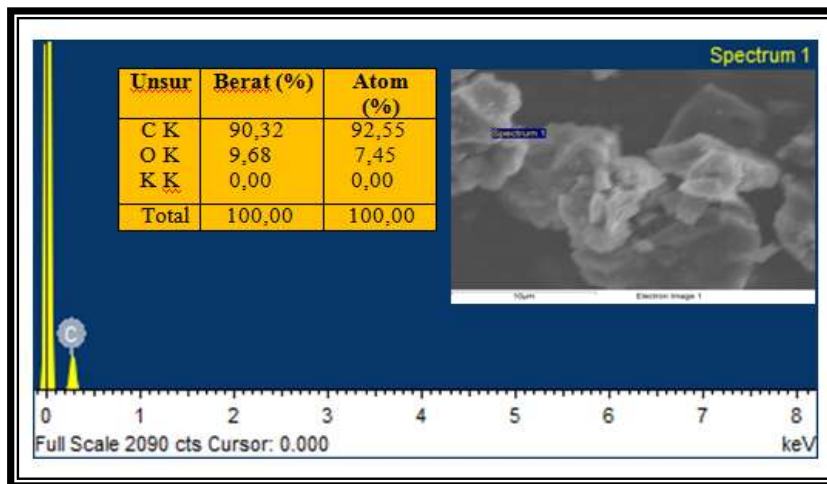 Spectrum 1
Unsur Berat (%) Atom (%)
C K 90,32 92,55
O K 9,68 7,45
K K 0,00 0,00
Total 100,00 100,00
Spectrum 1
10µm Electron Image 1
C
0 1 2 3 4 5 6 7 8
Full Scale 2090 cts Cursor: 0.000 keV